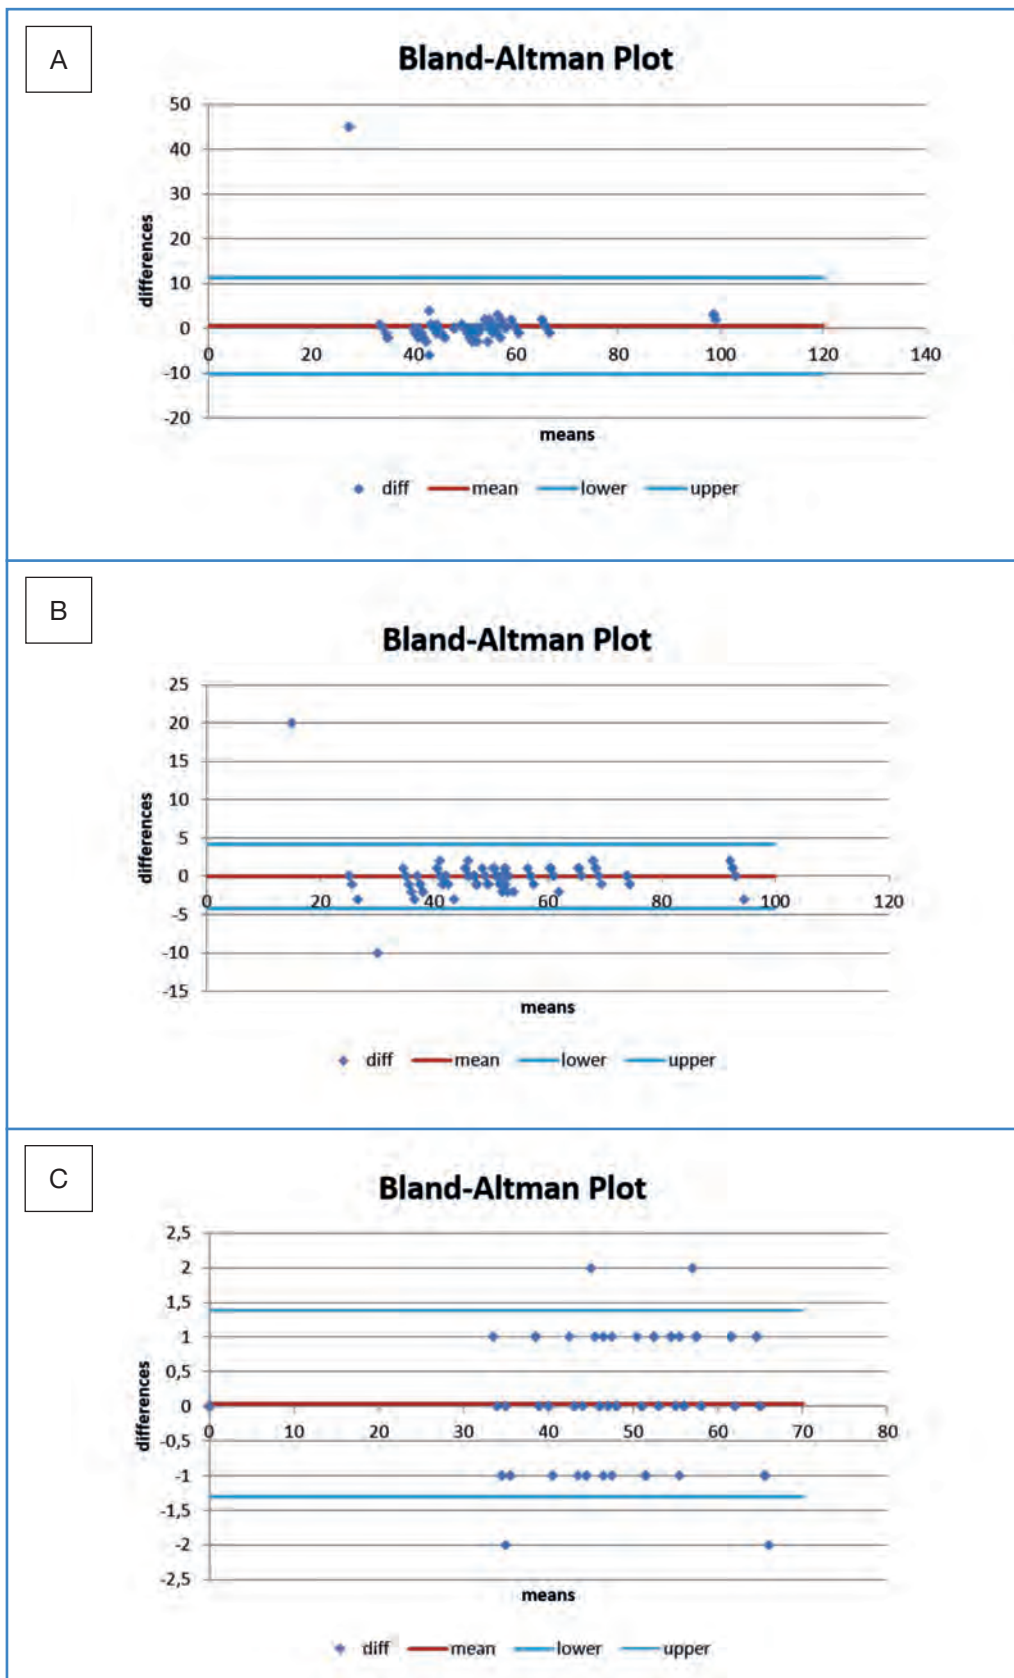 A
Bland-Altman Plot
50
40
30
20
10
0
-10
-20
0 20 40 60 80 100 120 140
differences
means
diff mean lower upper
B
Bland-Altman Plot
25
20
15
10
5
0
-5
-10
-15
0 20 40 60 80 100 120
differences
means
diff mean lower upper
C
Bland-Altman Plot
2,5
2
1,5
1
0,5
0
-0,5
-1
-1,5
-2
-2,5
0 10 20 30 40 50 60 70 80
differences
means
diff mean lower upper